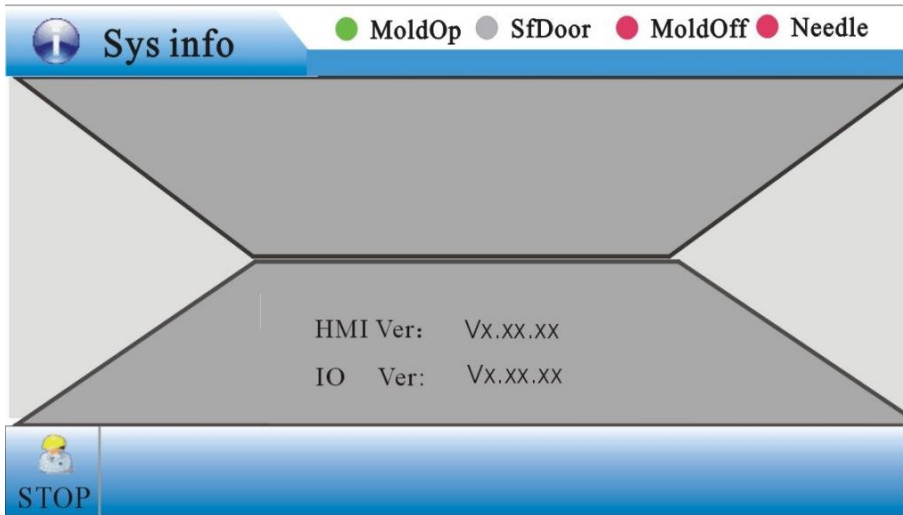 Sys info
MoldOp SfDoor MoldOff Needle
HMI Ver: Vx.xx.xx
IO Ver: Vx.xx.xx
STOP